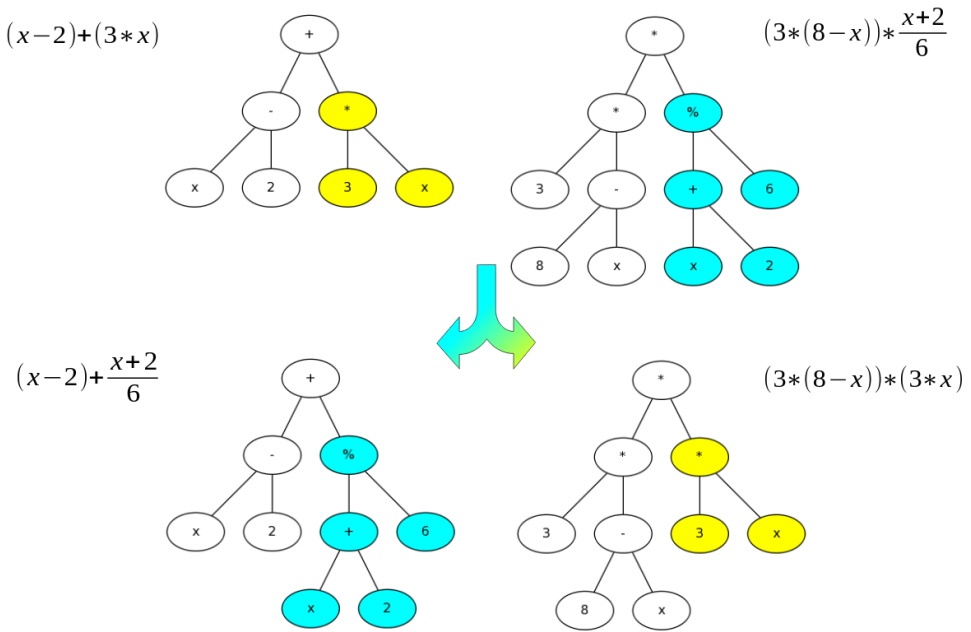 (x−2)+(3*x)
+
-
*
x
2
3
x
(3*(8−x))*
x+2
6
*
*
%
3
-
+
6
8
x
x
2
(x−2)+
x+2
6
+
-
%
x
2
+
6
x
2
(3*(8−x))*(3*x)
*
*
*
3
-
3
x
8
x